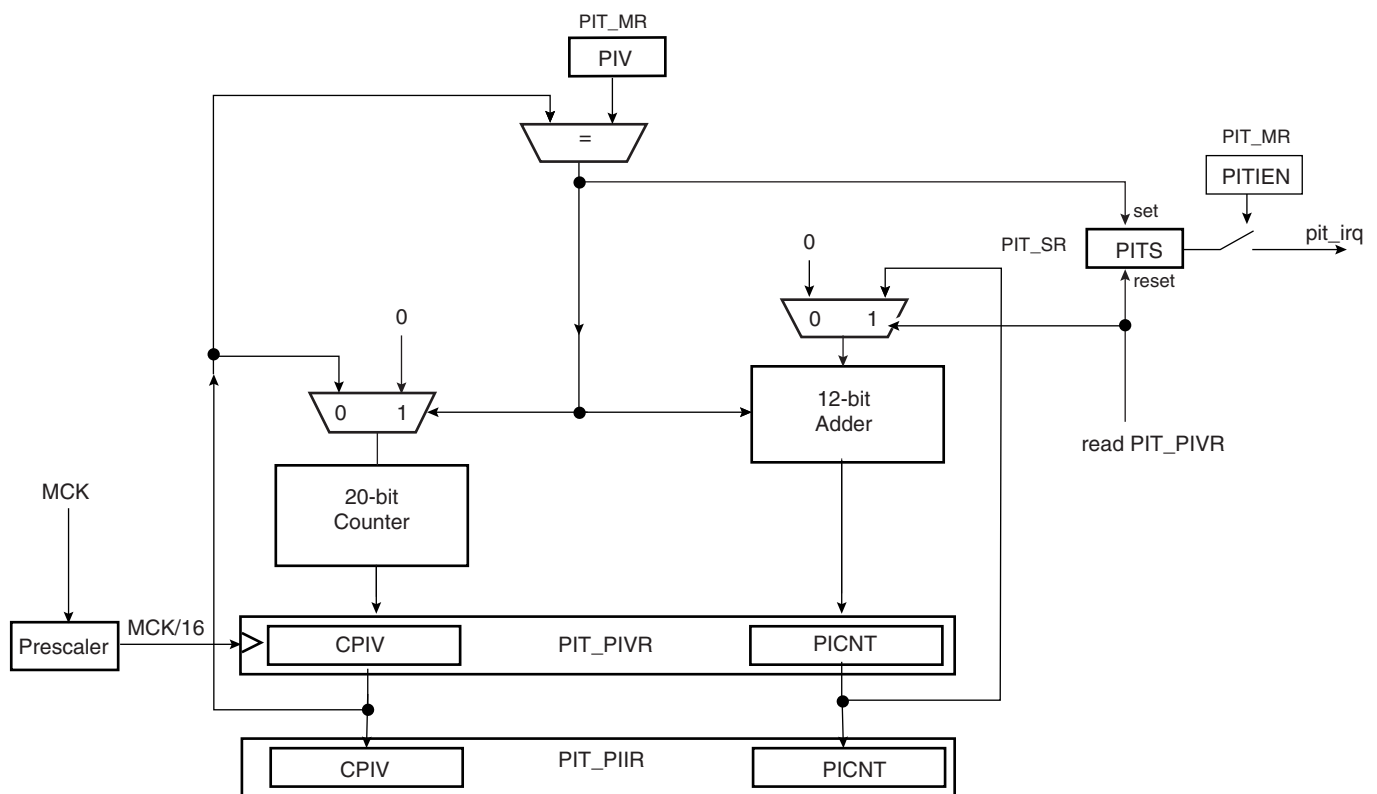 PIT_MR
PIV
=
PIT_MR
PITIEN
set
0
PIT_SR
PITS
pit_irq
reset
0 1
0
12-bit
Adder
0 1
read PIT_PIVR
MCK
20-bit
Counter
MCK/16
Prescaler
CPIV
PIT_PIVR
PICNT
CPIV
PIT_PIIR
PICNT